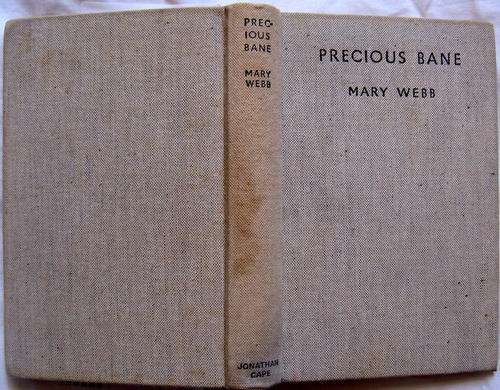 PREC-
IOUS
BANE
MARY
WEBB
JONATHAN
CAPE
PRECIOUS BANE
MARY WEBB